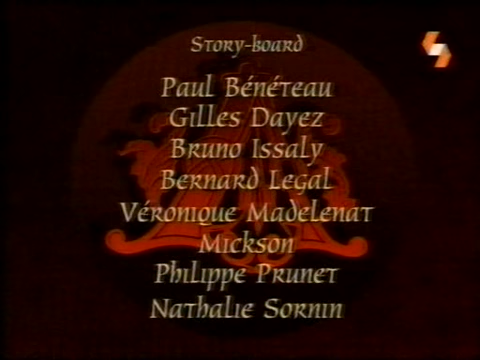 Story-board
Paul Bénéteau
Gilles Dayez
Bruno Issaly
Bernard Legal
Véronique Madelenat
Mickson
Philippe Prunet
Nathalie Sornin